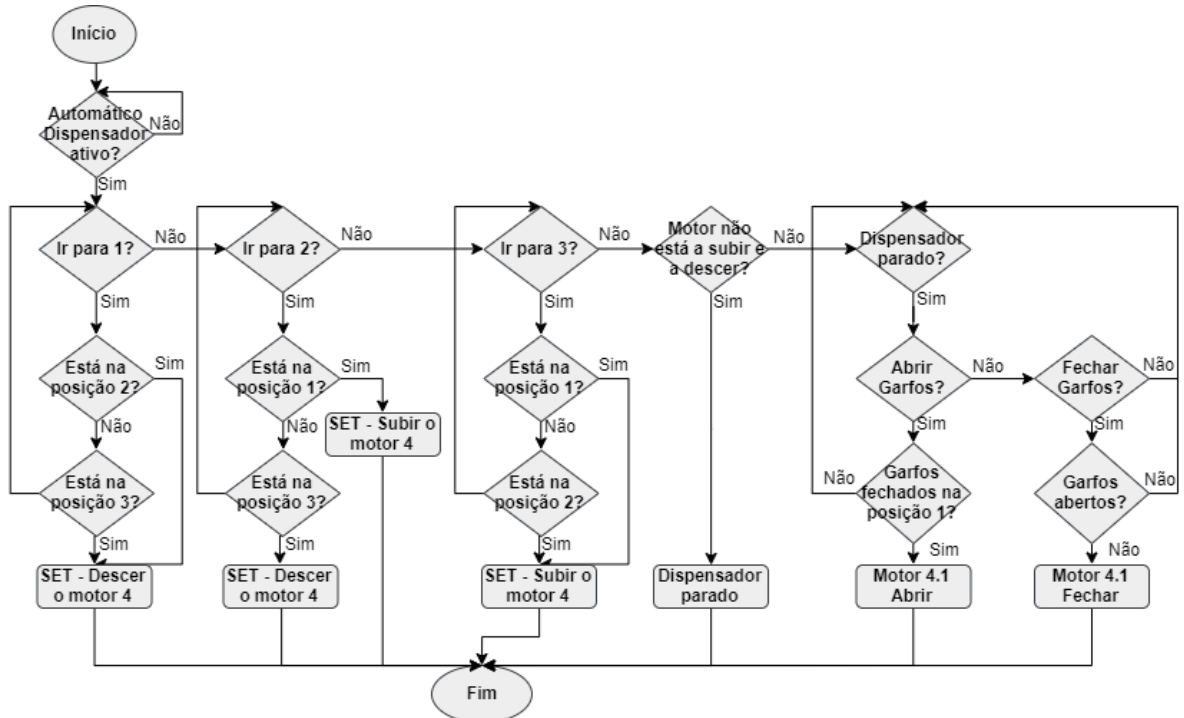 Início
Automático
Dispensador
ativo?
Não
Sim
Ir para 1?
Não
Ir para 2?
Não
Ir para 3?
Não
Motor não
está a subir e
a descer?
Não
Dispensador
parado?
Sim
Sim
Sim
Sim
Sim
Está na
posição 2?
Sim
Está na
posição 1?
Sim
Está na
posição 1?
Sim
Abrir
Garfos?
Não
Fechar
Garfos?
Não
Não
Não
SET - Subir o
motor 4
Não
Sim
Sim
Está na
posição 3?
Está na
posição 3?
Está na
posição 2?
Não
Garfos
fechados na
posição 1?
Garfos
abertos?
Não
Sim
Sim
Sim
Sim
Não
SET - Descer
o motor 4
SET - Descer
o motor 4
SET - Subir o
motor 4
Dispensador
parado
Motor 4.1
Abrir
Motor 4.1
Fechar
Fim